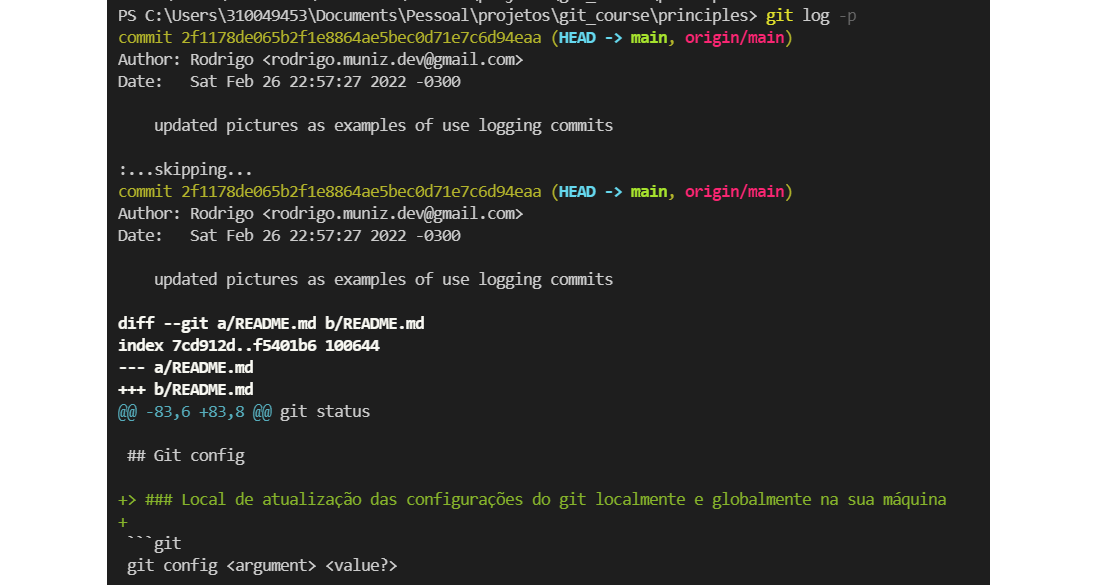 PS C:\Users\310049453\Documents\Pessoal\projetos\git_course\principles> git log -p
commit 2f1178de065b2f1e8864ae5bec0d71e7c6d94eaa (HEAD -> main, origin/main)
Author: Rodrigo <rodrigo.muniz.dev@gmail.com>
Date:   Sat Feb 26 22:57:27 2022 -0300

    updated pictures as examples of use logging commits

:...skipping...
commit 2f1178de065b2f1e8864ae5bec0d71e7c6d94eaa (HEAD -> main, origin/main)
Author: Rodrigo <rodrigo.muniz.dev@gmail.com>
Date:   Sat Feb 26 22:57:27 2022 -0300

    updated pictures as examples of use logging commits

diff --git a/README.md b/README.md
index 7cd912d..f5401b6 100644
--- a/README.md
+++ b/README.md
@@ -83,6 +83,8 @@ git status

 ## Git config

+> ### Local de atualização das configurações do git localmente e globalmente na sua máquina
+
 ```git
 git config <argument> <value?>